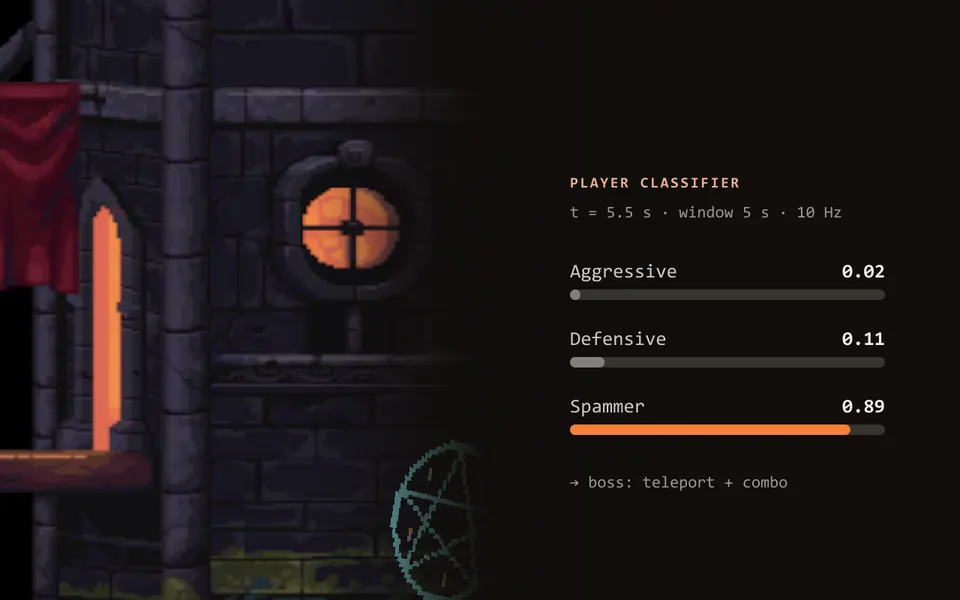 PLAYER CLASSIFIER
t = 5.5 s · window 5 s · 10 Hz
Aggressive 0.02
Defensive 0.11
Spammer 0.89
→ boss: teleport + combo